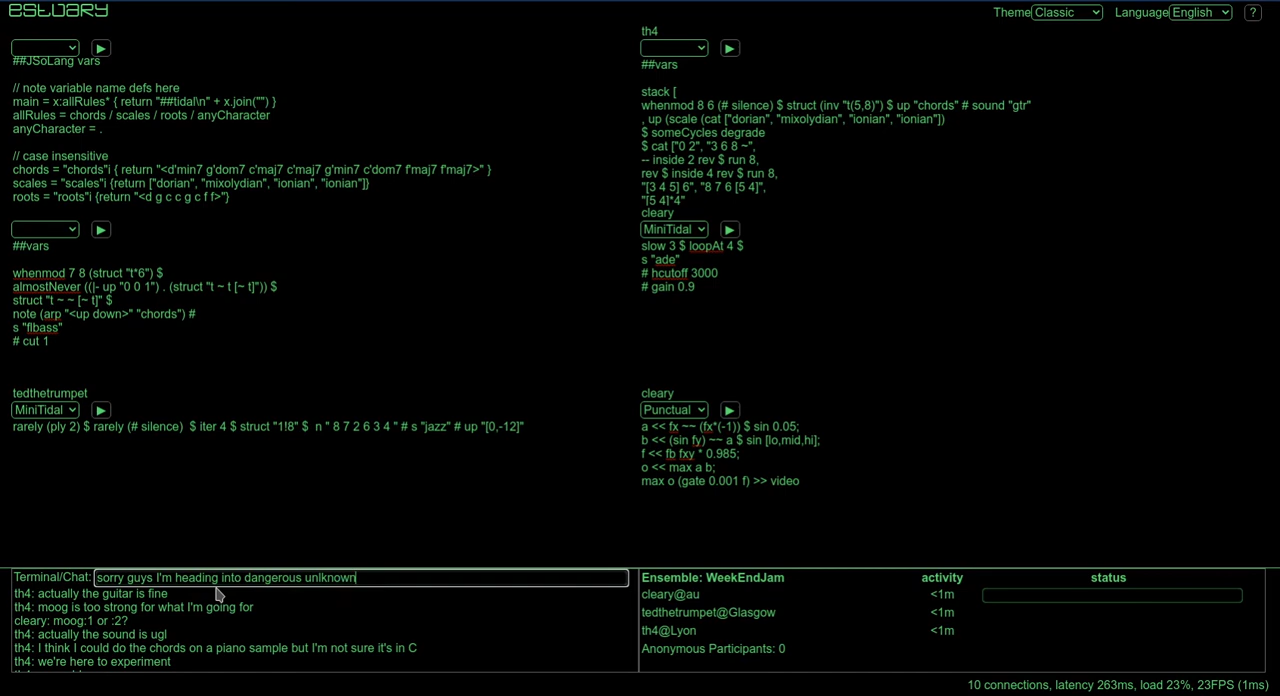 estuary
Theme Classic Language English ?
##JSoLang vars
// note variable name defs here
main = x:allRules* { return "##tidal\n" + x.join("") }
allRules = chords / scales / roots / anyCharacter
anyCharacter = .
// case insensitive
chords = "chords"i { return "<d'min7 g'dom7 c'maj7 c'maj7 g'min7 c'dom7 f'maj7 f'maj7>" }
scales = "scales"i {return ["dorian", "mixolydian", "ionian", "ionian"]}
roots = "roots"i {return "<d g c c g c f f>"}
th4
##vars
stack [
whenmod 8 6 (# silence) $ struct (inv "t(5,8)") $ up "chords" # sound "gtr"
, up (scale (cat ["dorian", "mixolydian", "ionian", "ionian"])
$ someCycles degrade
$ cat ["0 2", "3 6 8 ~",
-- inside 2 rev $ run 8,
rev $ inside 4 rev $ run 8,
"[3 4 5] 6", "8 7 6 [5 4]",
"[5 4]*4"
##vars
whenmod 7 8 (struct "t*6") $
almostNever ((|- up "0 0 1") . (struct "t ~ t [~ t]")) $
struct "t ~ ~ [~ t]" $
note (arp "<up down>" "chords") #
s "flbass"
# cut 1
cleary
MiniTidal
slow 3 $ loopAt 4 $
s "ade"
# hcutoff 3000
# gain 0.9
tedthetrumpet
MiniTidal
rarely (ply 2) $ rarely (# silence)  $ iter 4 $ struct "1!8" $  n " 8 7 2 6 3 4 " # s "jazz" # up "[0,-12]"
cleary
Punctual
a << fx ~~ (fx*(-1)) $ sin 0.05;
b << (sin fy) ~~ a $ sin [lo,mid,hi];
f << fb fxy * 0.985;
o << max a b;
max o (gate 0.001 f) >> video
Terminal/Chat: sorry guys I'm heading into dangerous unlknown
th4: actually the guitar is fine
th4: moog is too strong for what I'm going for
cleary: moog:1 or :2?
th4: actually the sound is ugl
th4: I think I could do the chords on a piano sample but I'm not sure it's in C
th4: we're here to experiment
Ensemble: WeekEndJam activity status
cleary@au <1m
tedthetrumpet@Glasgow <1m
th4@Lyon <1m
Anonymous Participants: 0
10 connections, latency 263ms, load 23%, 23FPS (1ms)